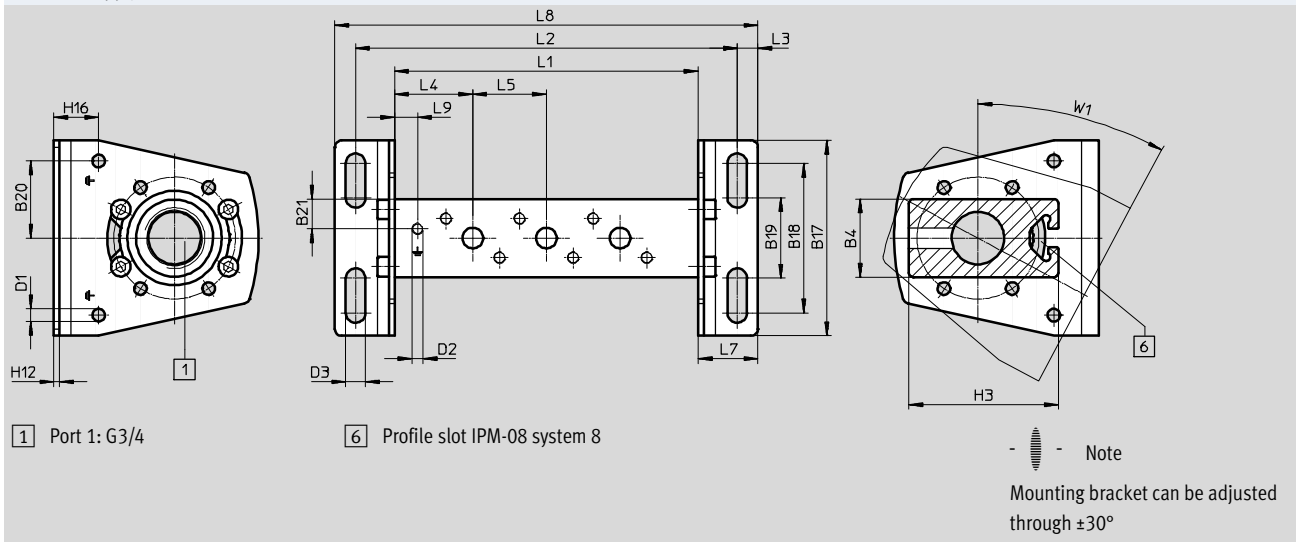 L8
L2
L3
L1
L4
L5
L9
H16
B20
D1
H12
1
B21
B19
B18
B17
D3
D2
L7
W1
B4
6
H3
1 Port 1: G3/4
6 Profile slot IPM-08 system 8
- - Note
Mounting bracket can be adjusted
through ±30°